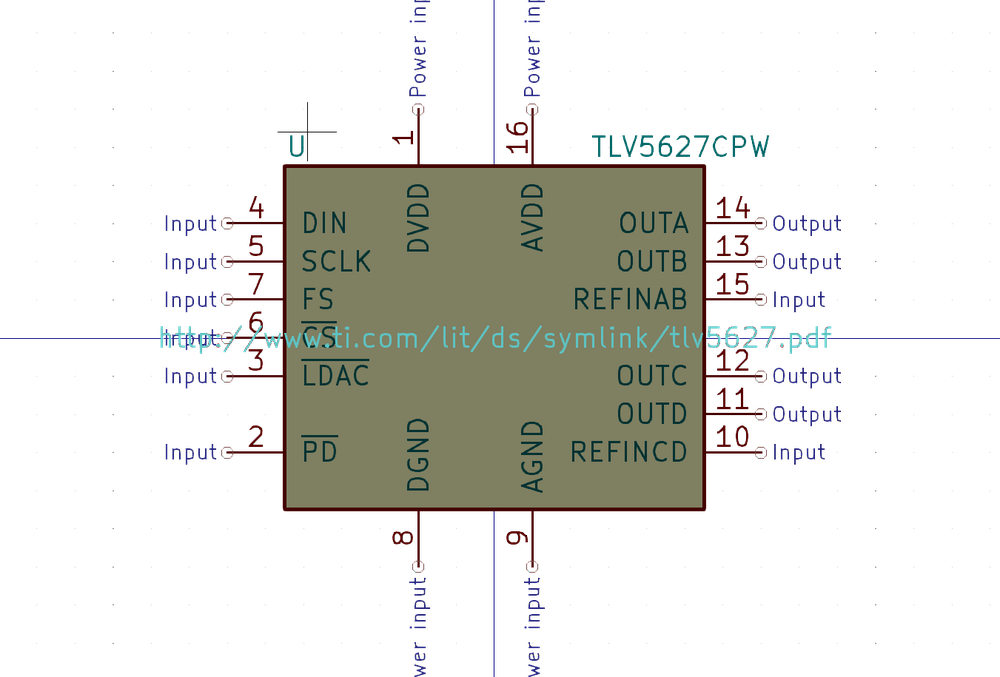 Power inp
Power inp
1
16
U
TLV5627CPW
DVDD
AVDD
Input 4 DIN
OUTA 14 Output
Input 5 SCLK
OUTB 13 Output
Input 7 FS
REFINAB 15 Input
Input 6 CS
http://www.ti.com/lit/ds/symlink/tlv5627.pdf
Input 3 LDAC
OUTC 12 Output
OUTD 11 Output
Input 2 PD
REFINCD 10 Input
DGND
AGND
8
9
wer input
wer input